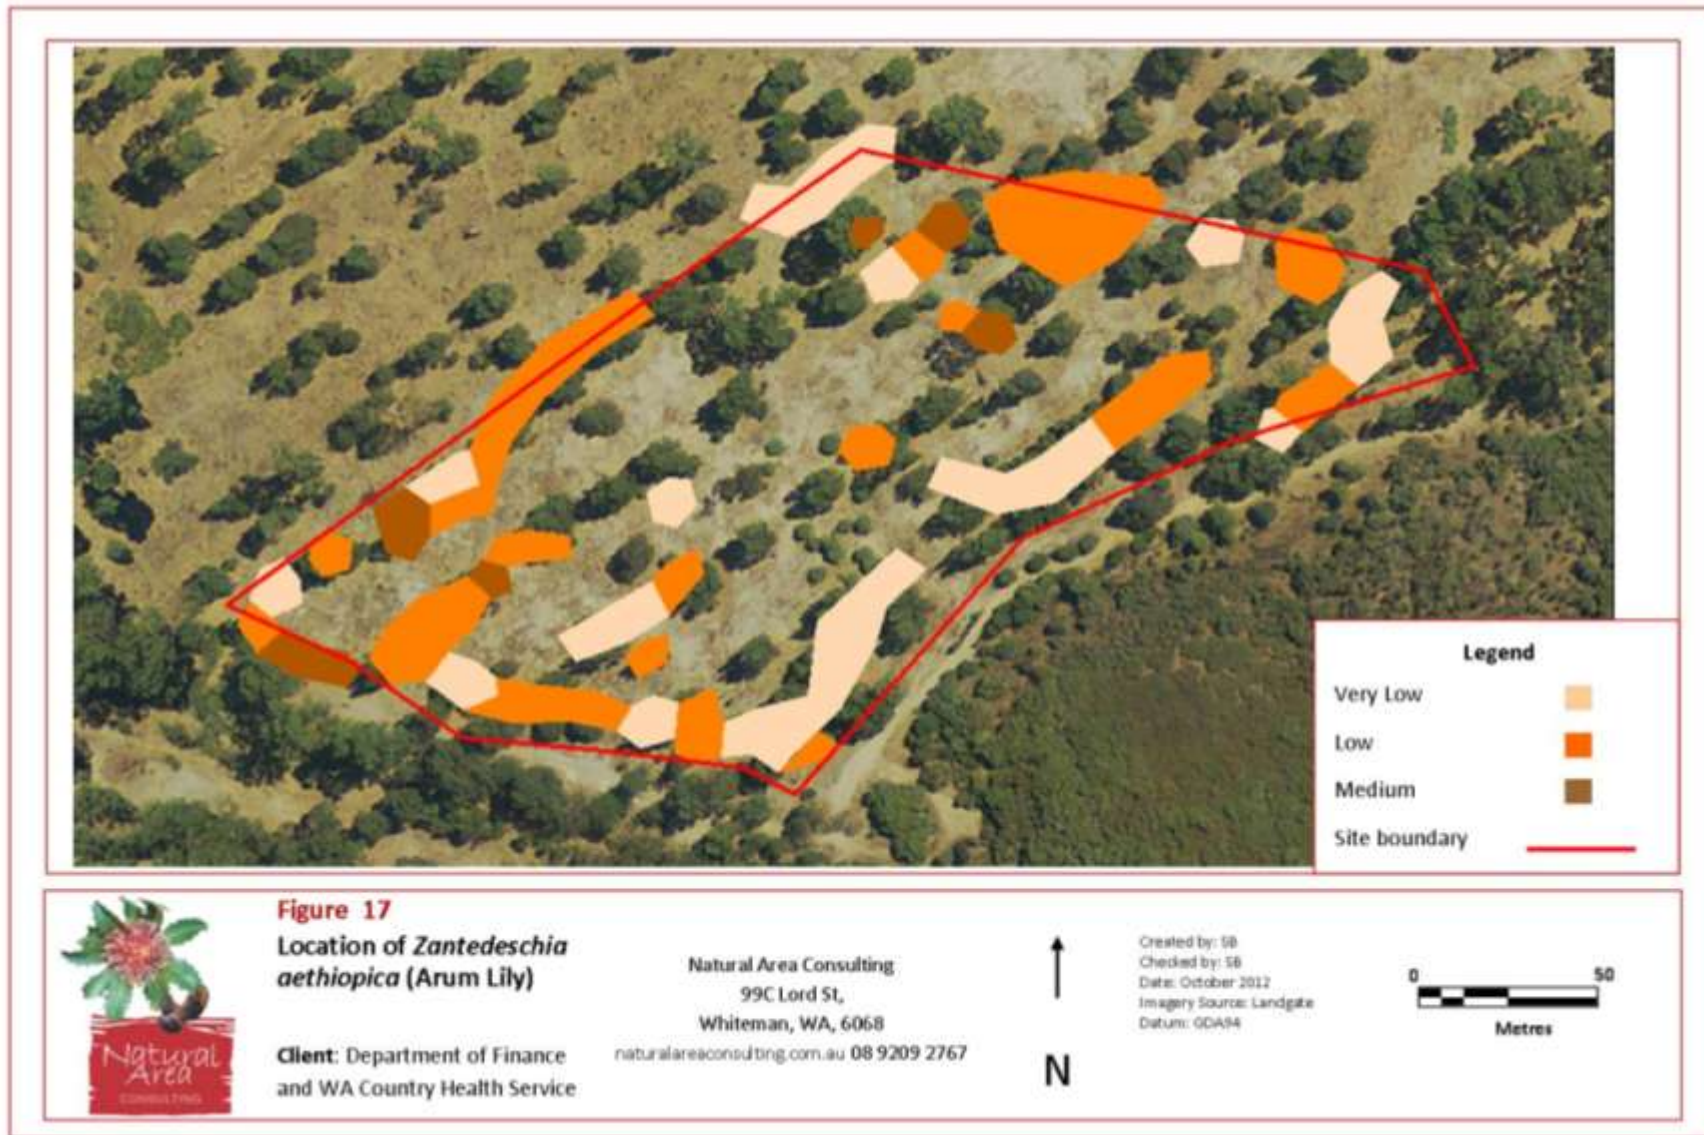 Legend
Very Low
Low
Medium
Site boundary
Figure 17
Location of Zantedeschia
aethiopica (Arum Lily)
Client: Department of Finance
and WA Country Health Service
Natural Area Consulting
99C Lord St,
Whiteman, WA, 6068
naturalareaconsulting.com.au 08 9209 2767
N
Created by: SB
Checked by: SB
Date: October 2012
Imagery Source: Landgate
Datum: GDA94
0 50
Metres
Natural
Area
CONSULTING